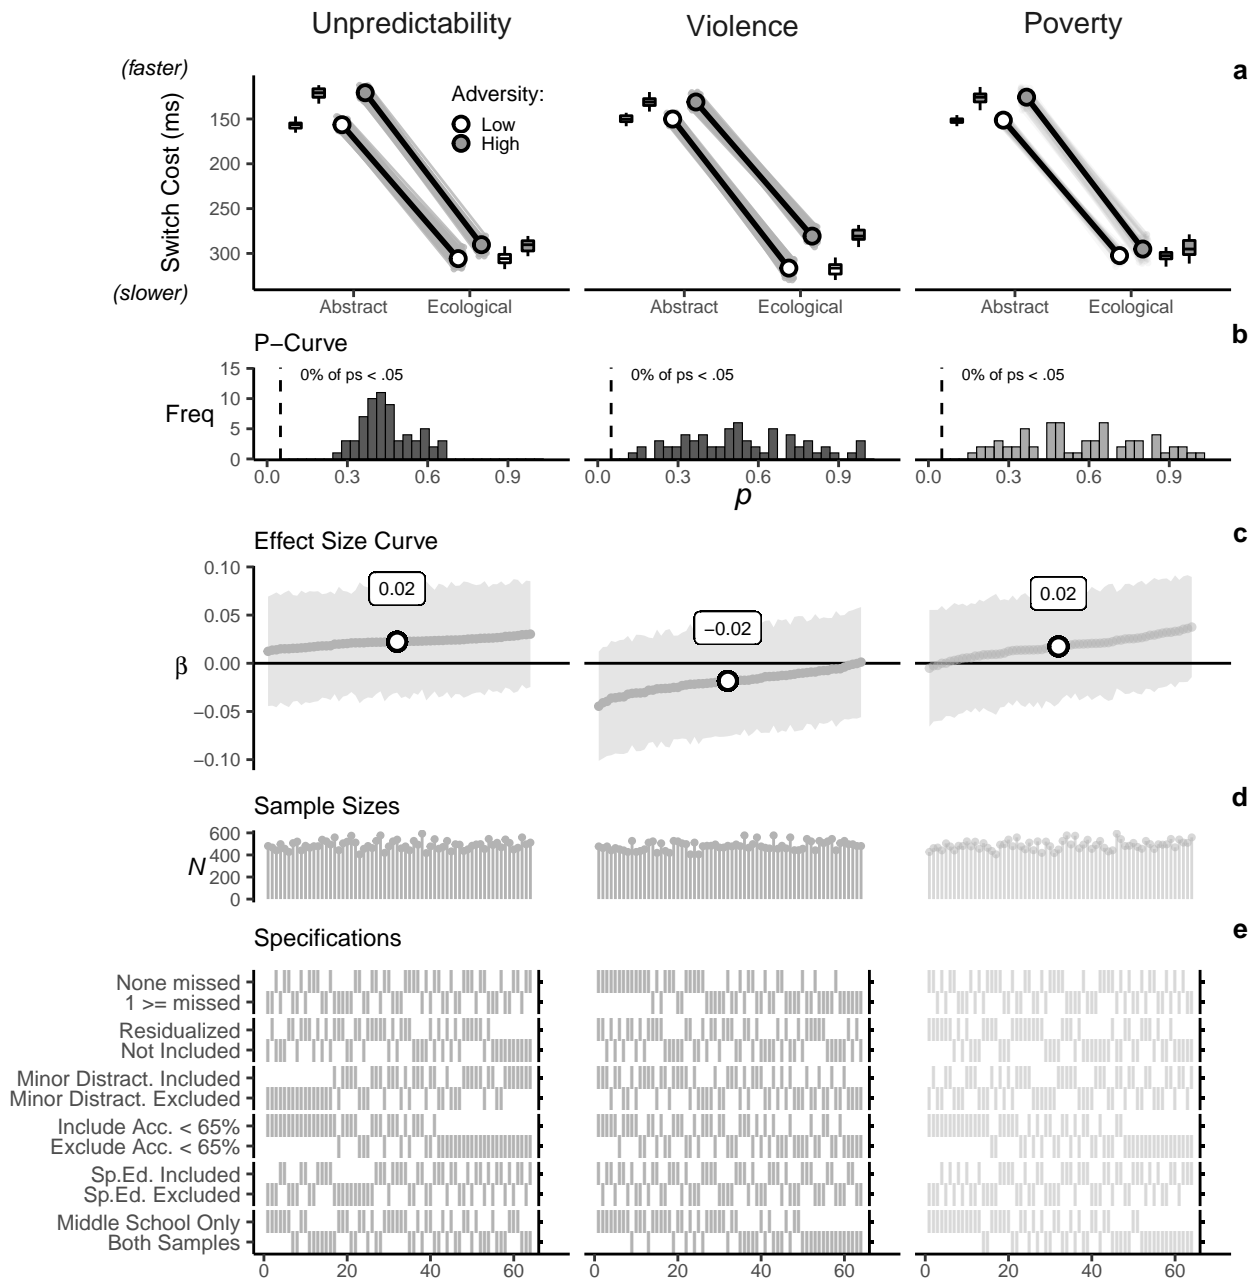 Unpredictability Violence Poverty
(faster) a
Switch Cost (ms)
Adversity:
Low
High
150
200
250
300
(slower)
Abstract Ecological Abstract Ecological Abstract Ecological
b
P−Curve
Freq
15
10
5
0
0% of ps < .05 0% of ps < .05 0% of ps < .05
0.0 0.3 0.6 0.9 0.0 0.3 0.6 0.9 0.0 0.3 0.6 0.9
p
Effect Size Curve c
β
0.10
0.05
0.00
−0.05
−0.10
0.02 −0.02 0.02
Sample Sizes d
N
600
400
200
0
Specifications e
None missed
1 >= missed
Residualized
Not Included
Minor Distract. Included
Minor Distract. Excluded
Include Acc. < 65%
Exclude Acc. < 65%
Sp.Ed. Included
Sp.Ed. Excluded
Middle School Only
Both Samples
0 20 40 60 0 20 40 60 0 20 40 60